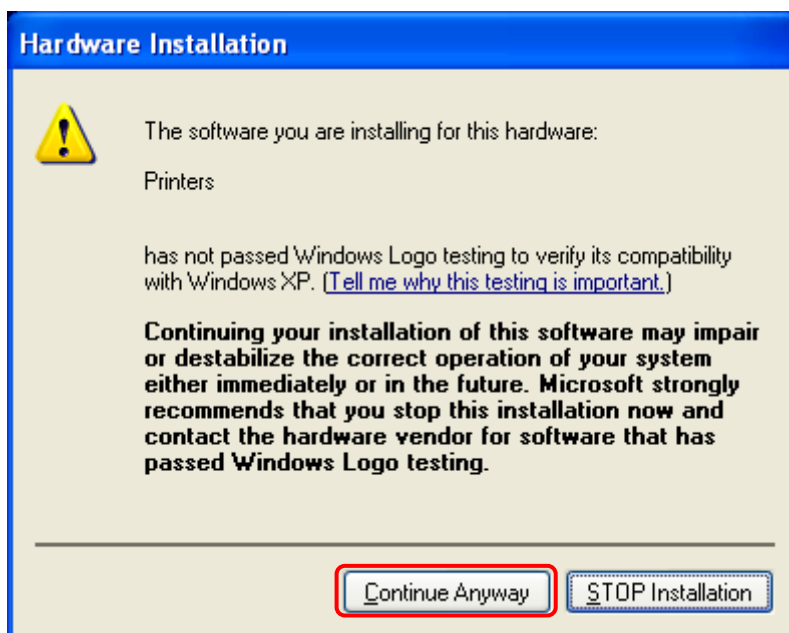 Hardware Installation
The software you are installing for this hardware:
Printers
has not passed Windows Logo testing to verify its compatibility
with Windows XP. (Tell me why this testing is important.)
Continuing your installation of this software may impair
or destabilize the correct operation of your system
either immediately or in the future. Microsoft strongly
recommends that you stop this installation now and
contact the hardware vendor for software that has
passed Windows Logo testing.
Continue Anyway
STOP Installation